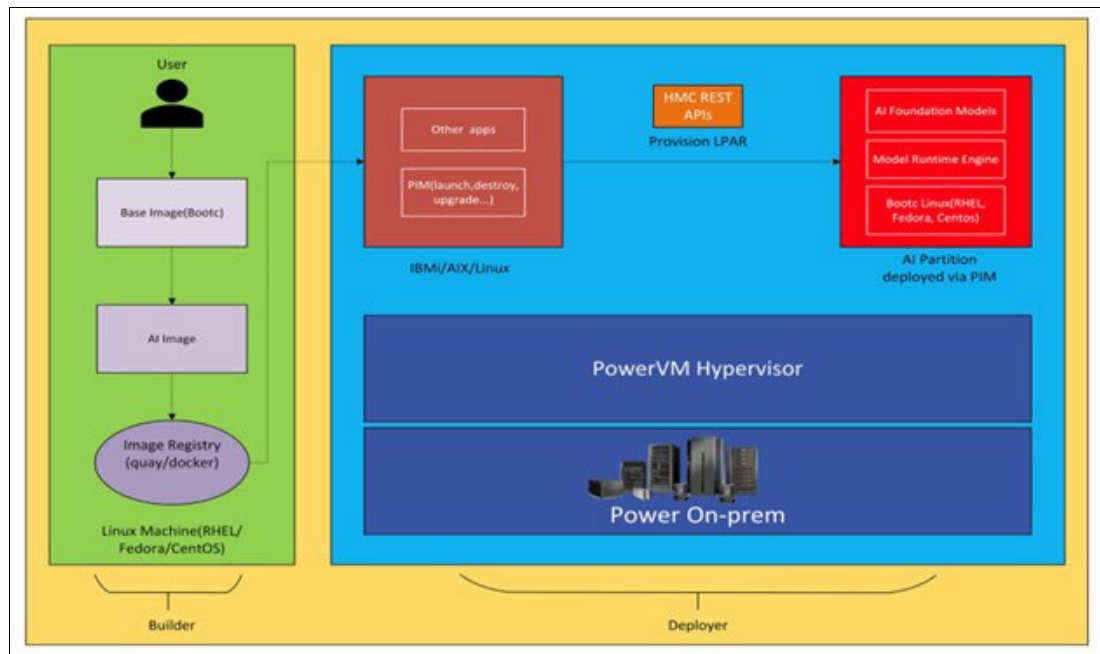 User
Base Image(Bootc)
AI Image
Image Registry
(quay/docker)
Linux Machine(RHEL/
Fedora/CentOS)
Builder
Other apps
PIM(launch,destroy,
upgrade...)
IBMi/AIX/Linux
HMC REST
APIs
Provision LPAR
AI Foundation Models
Model Runtime Engine
Bootc Linux(RHEL,
Fedora, Centos)
AI Partition
deployed via PIM
PowerVM Hypervisor
Power On-prem
Deployer